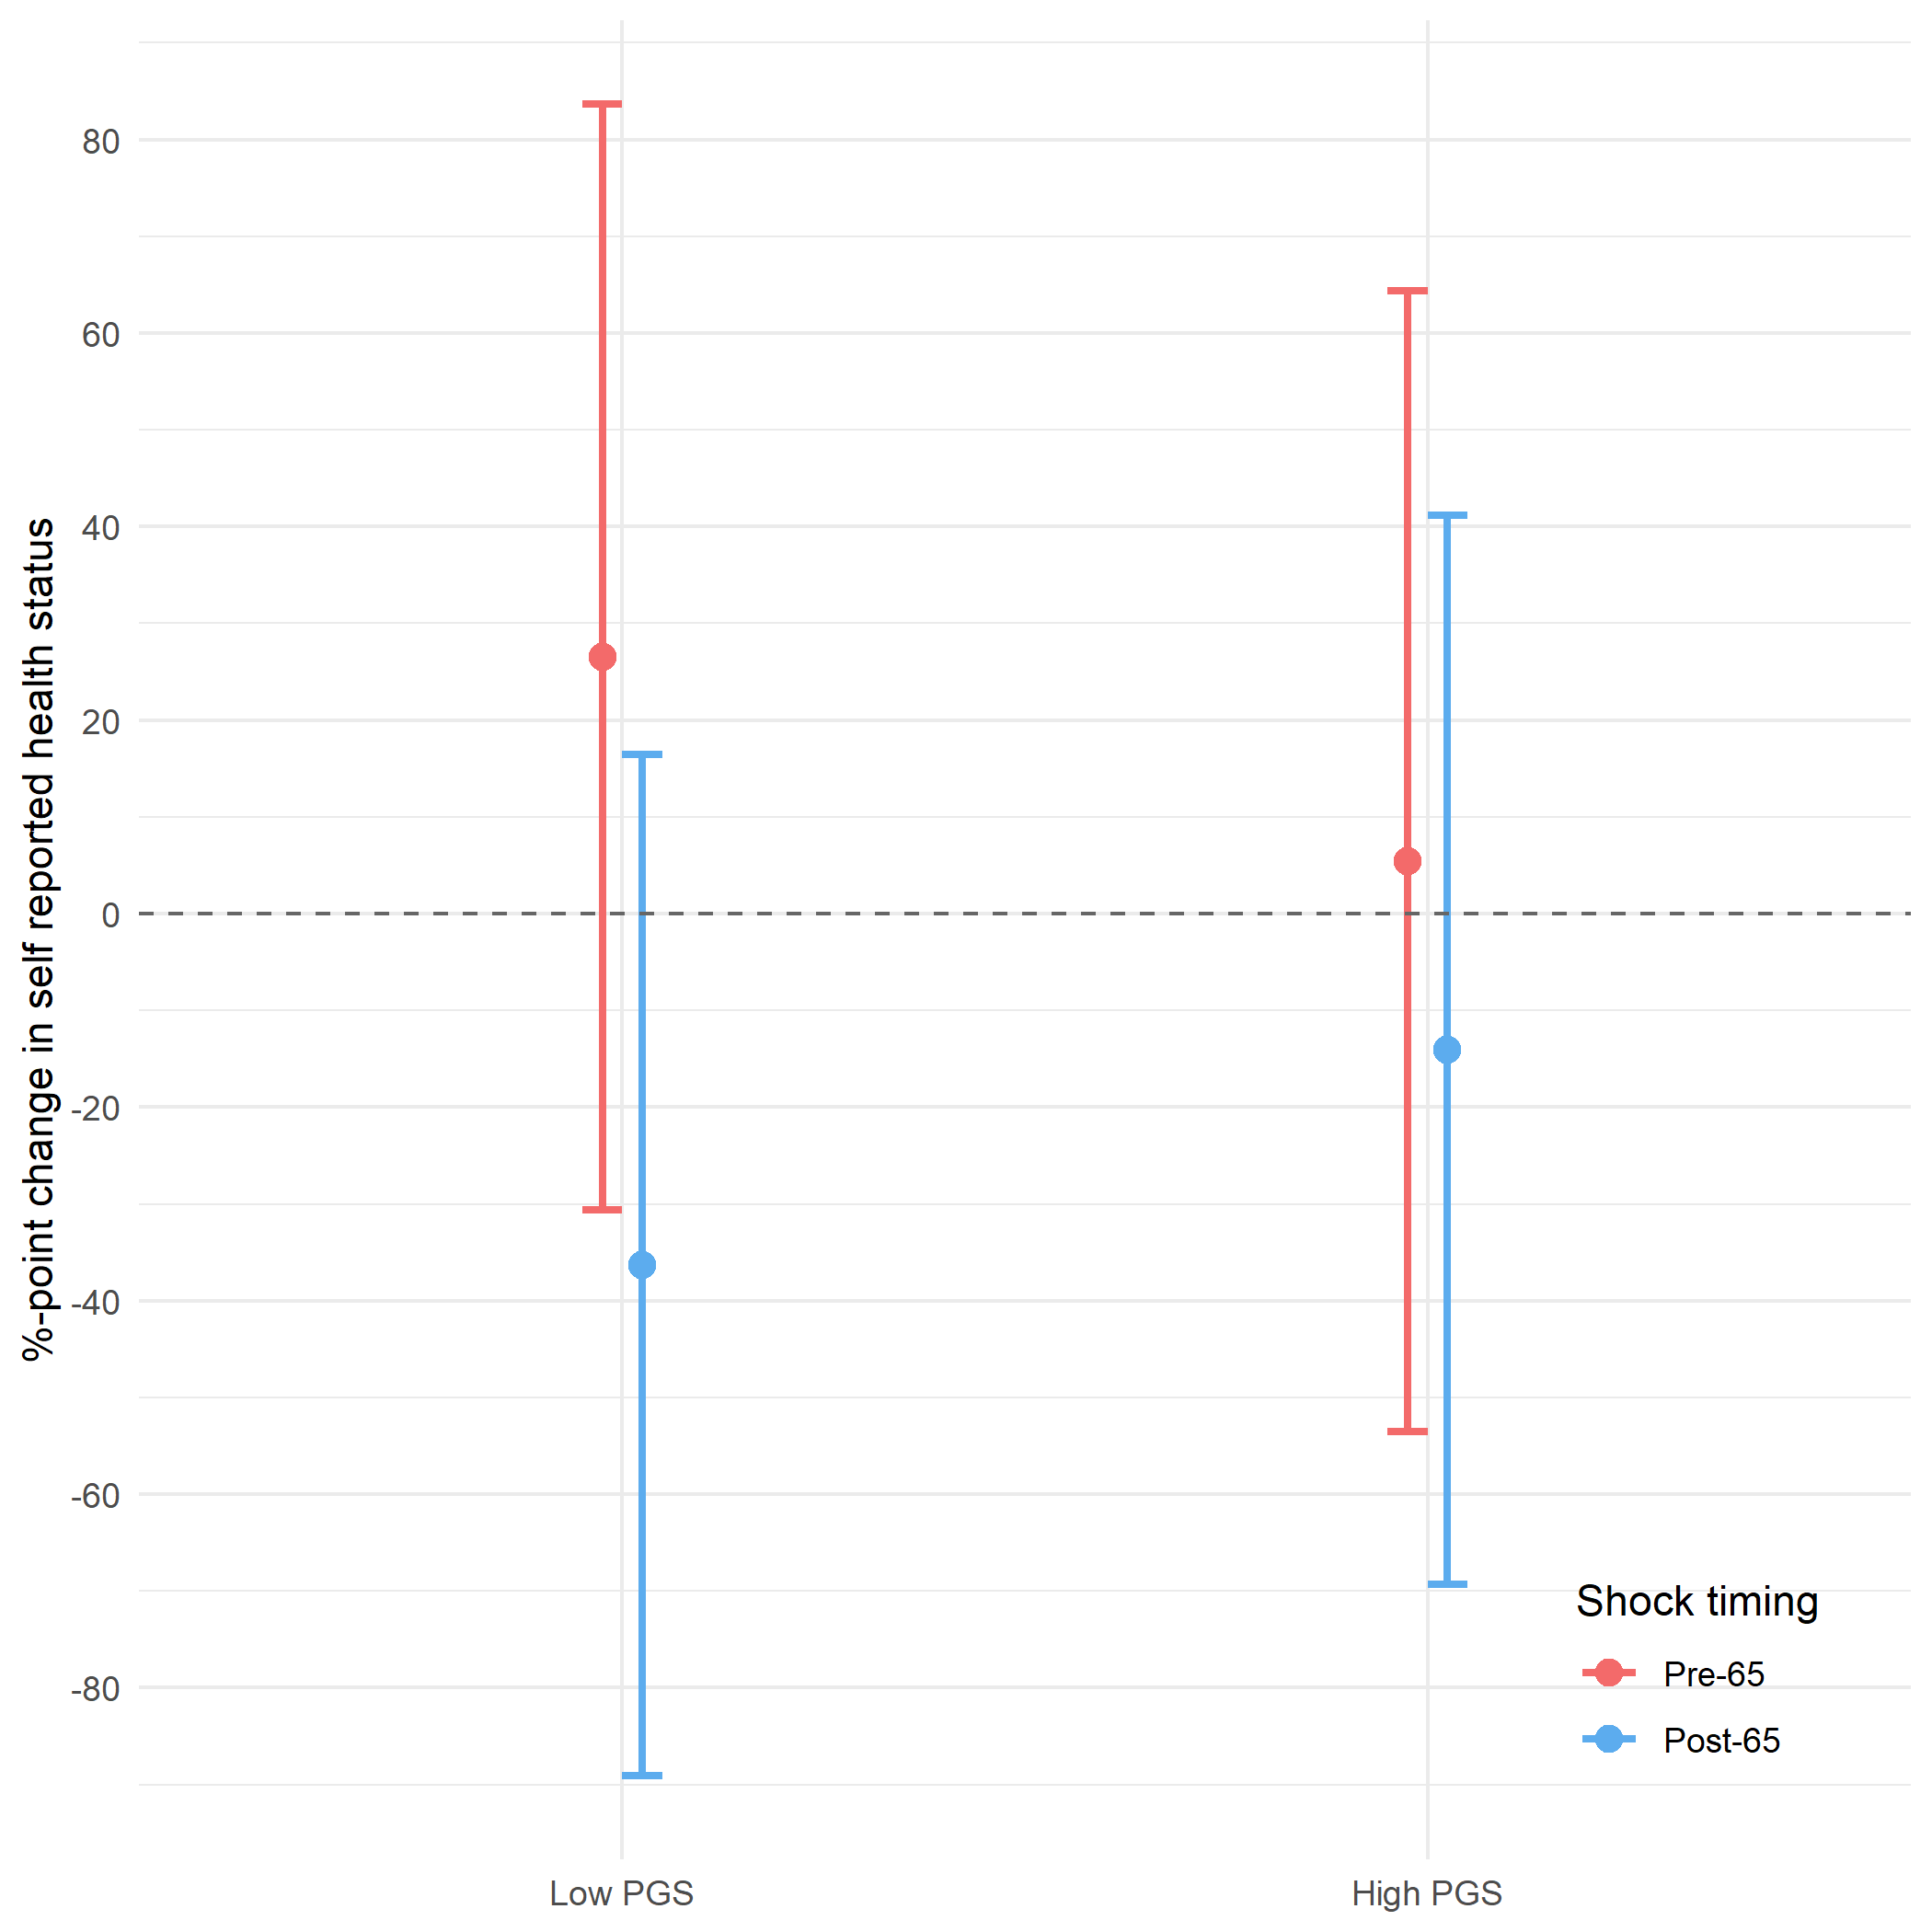 %-point change in self reported health status
80
60
40
20
0
-20
-40
-60
-80
Low PGS
High PGS
Shock timing
Pre-65
Post-65